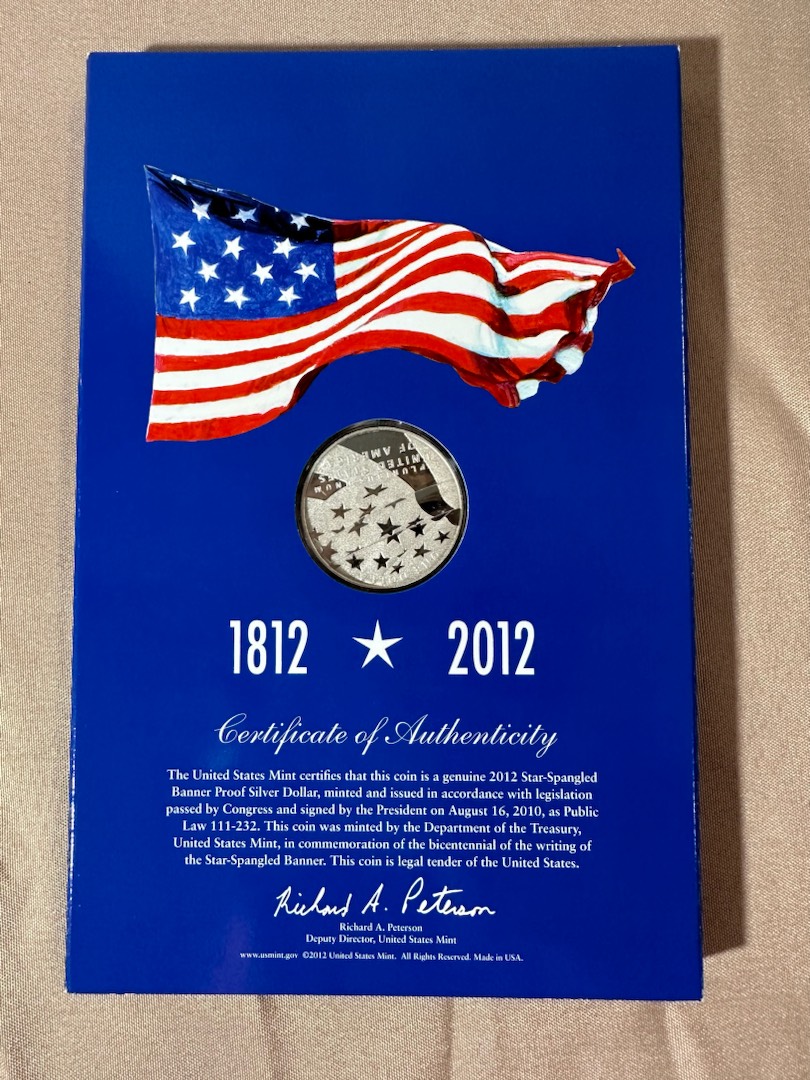 PLUR
UNITE
OF AME
NUM
1812 ★ 2012
Certificate of Authenticity
The United States Mint certifies that this coin is a genuine 2012 Star-Spangled
Banner Proof Silver Dollar, minted and issued in accordance with legislation
passed by Congress and signed by the President on August 16, 2010, as Public
Law 111-232. This coin was minted by the Department of the Treasury,
United States Mint, in commemoration of the bicentennial of the writing of
the Star-Spangled Banner. This coin is legal tender of the United States.
Richard A. Peterson
Richard A. Peterson
Deputy Director, United States Mint
www.usmint.gov ©2012 United States Mint. All Rights Reserved. Made in USA.